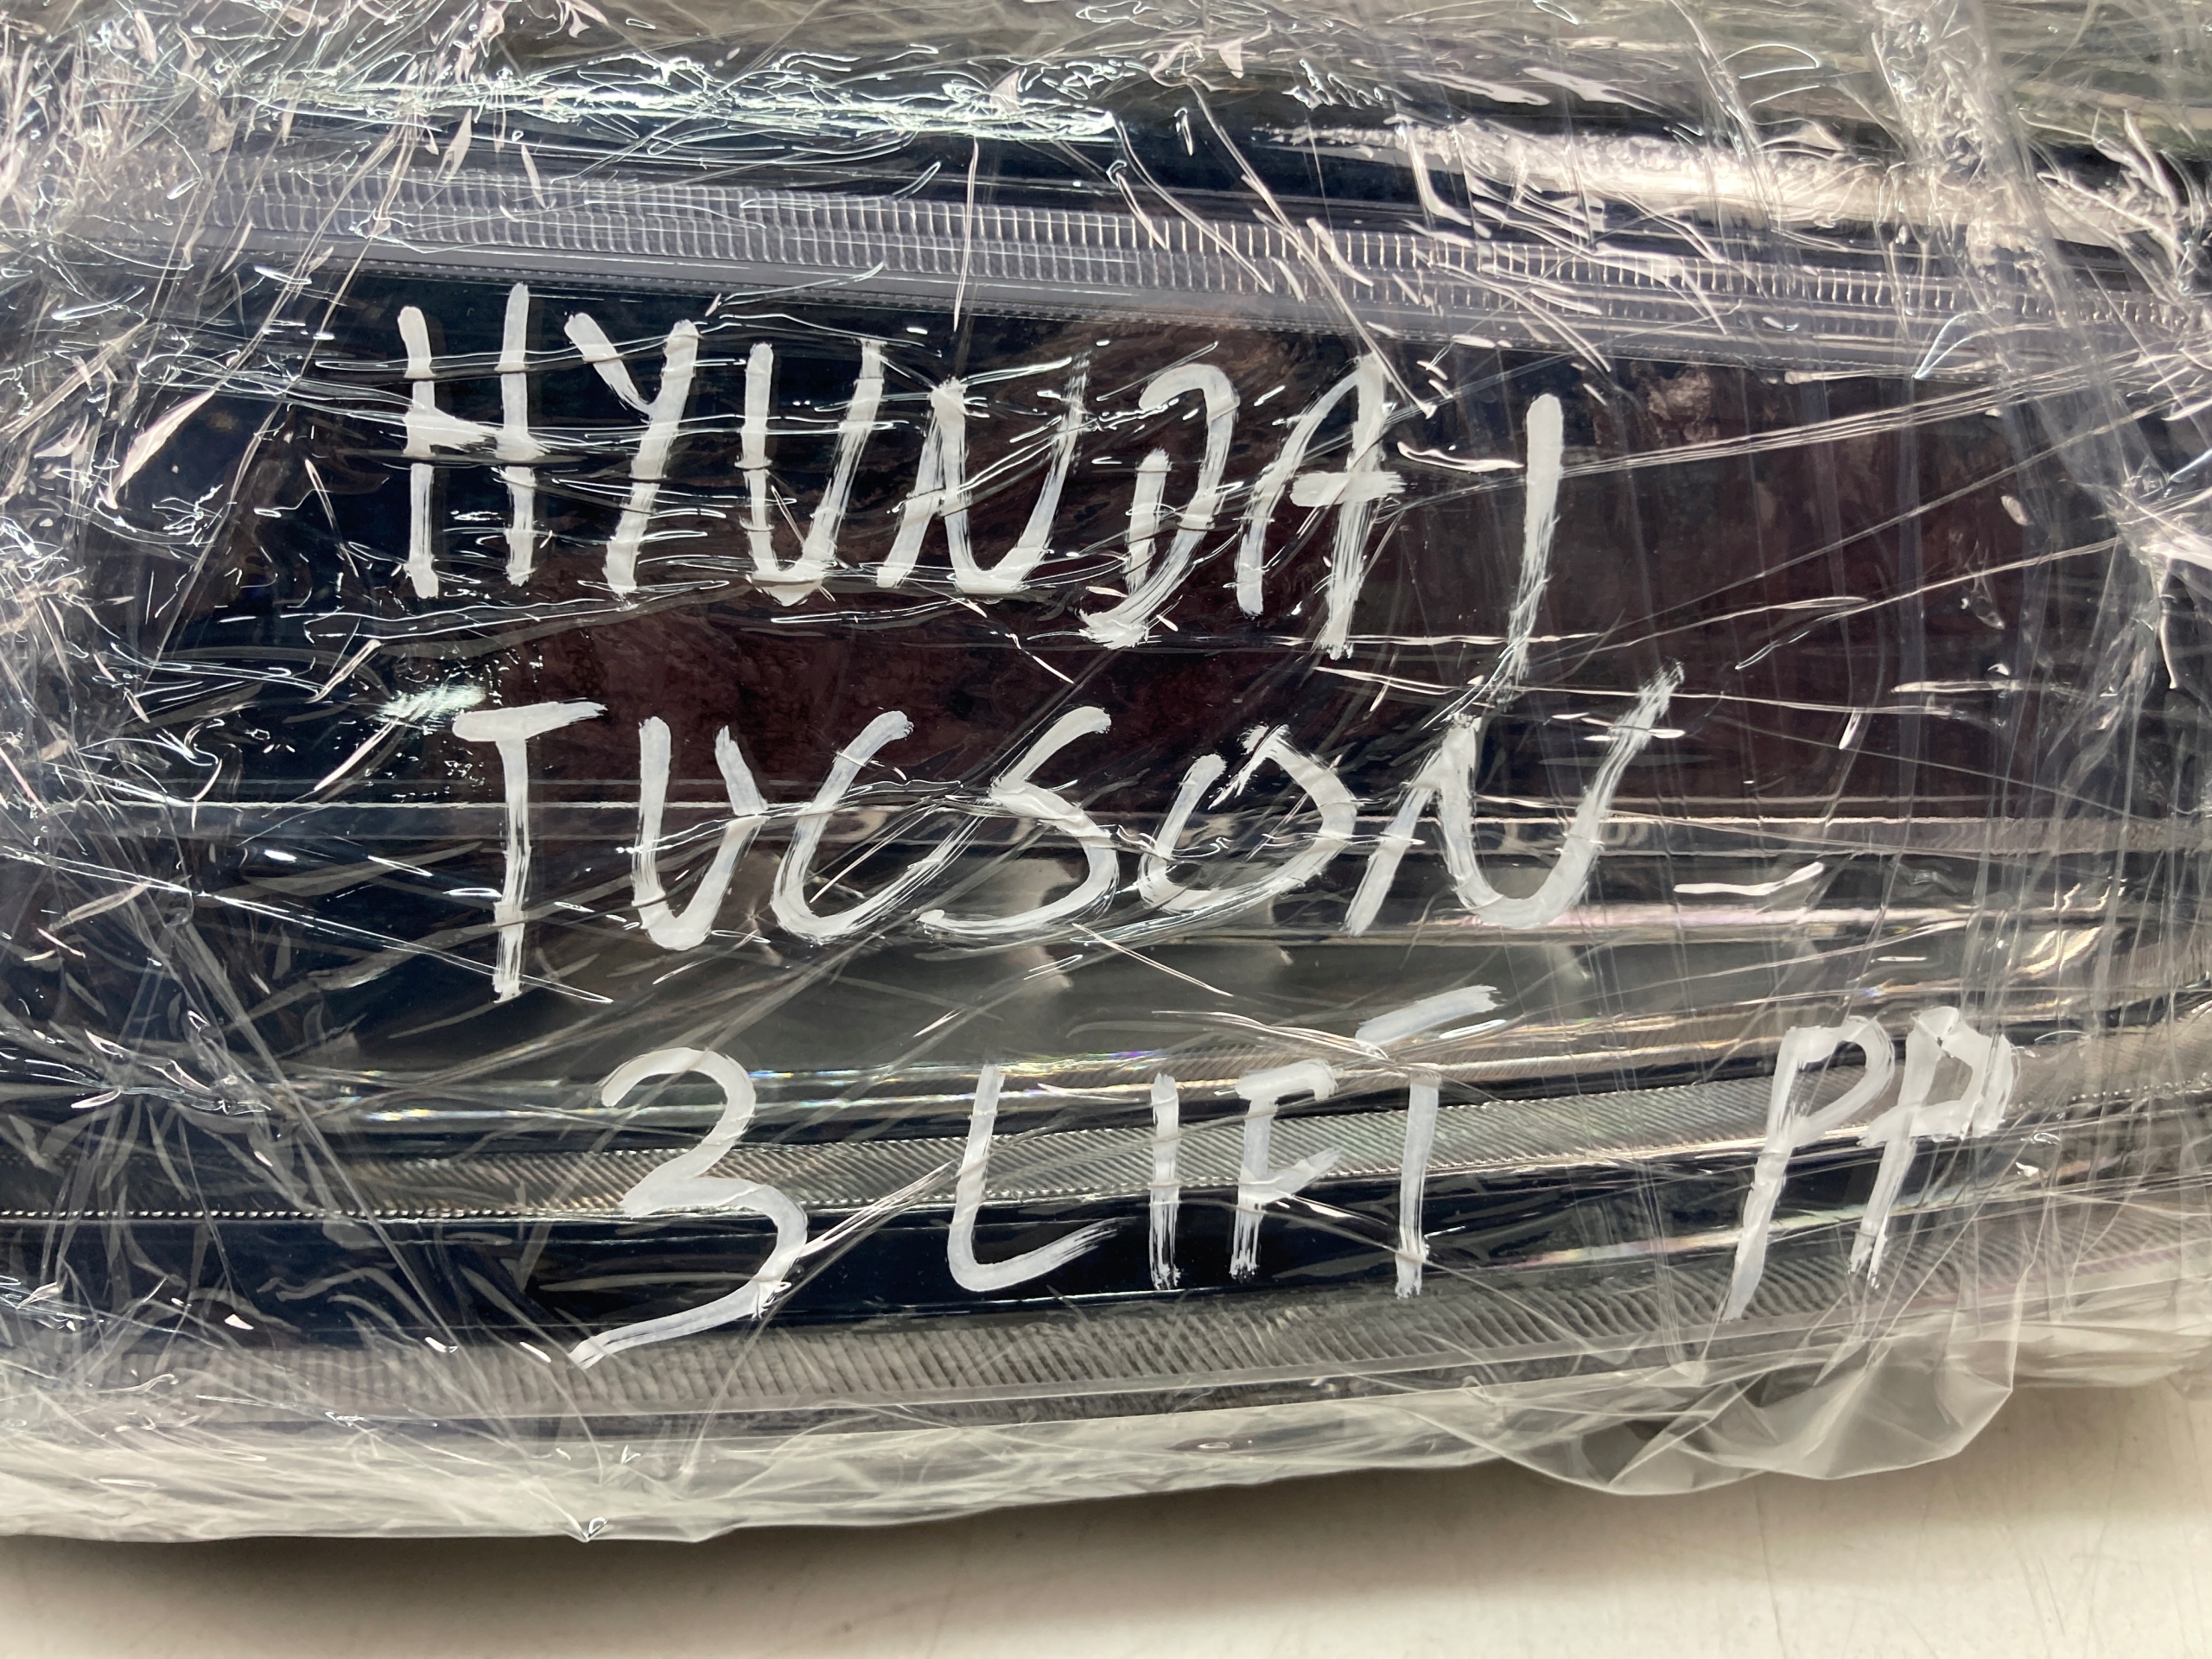 HYUNDAI
TUCSON
3 LIFT PP